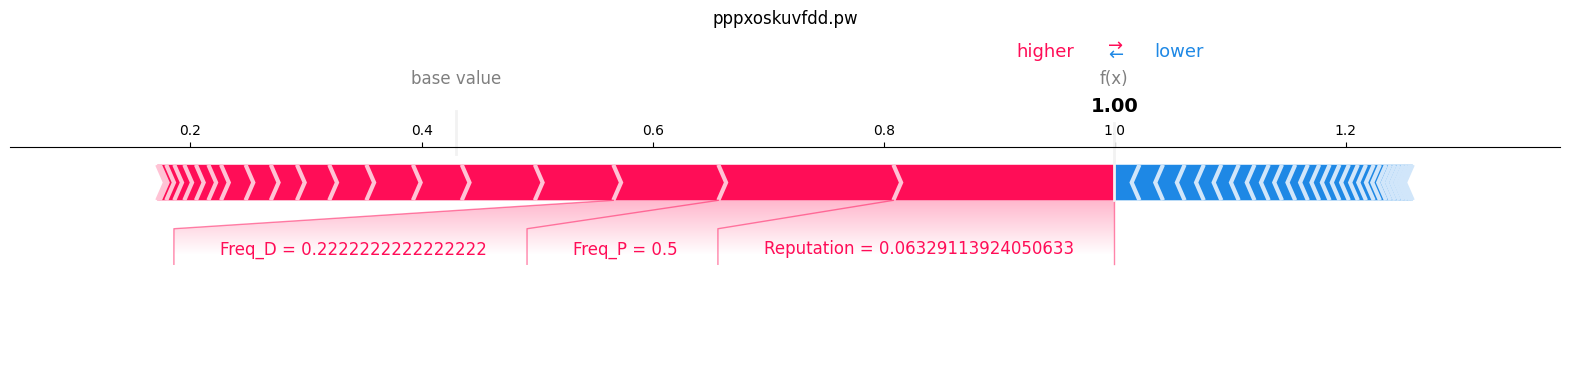 pppxoskuvfdd.pw
higher ⇄ lower
base value f(x)
1.00
0.2 0.4 0.6 0.8 1.0 1.2
Freq_D = 0.2222222222222222 Freq_P = 0.5 Reputation = 0.06329113924050633